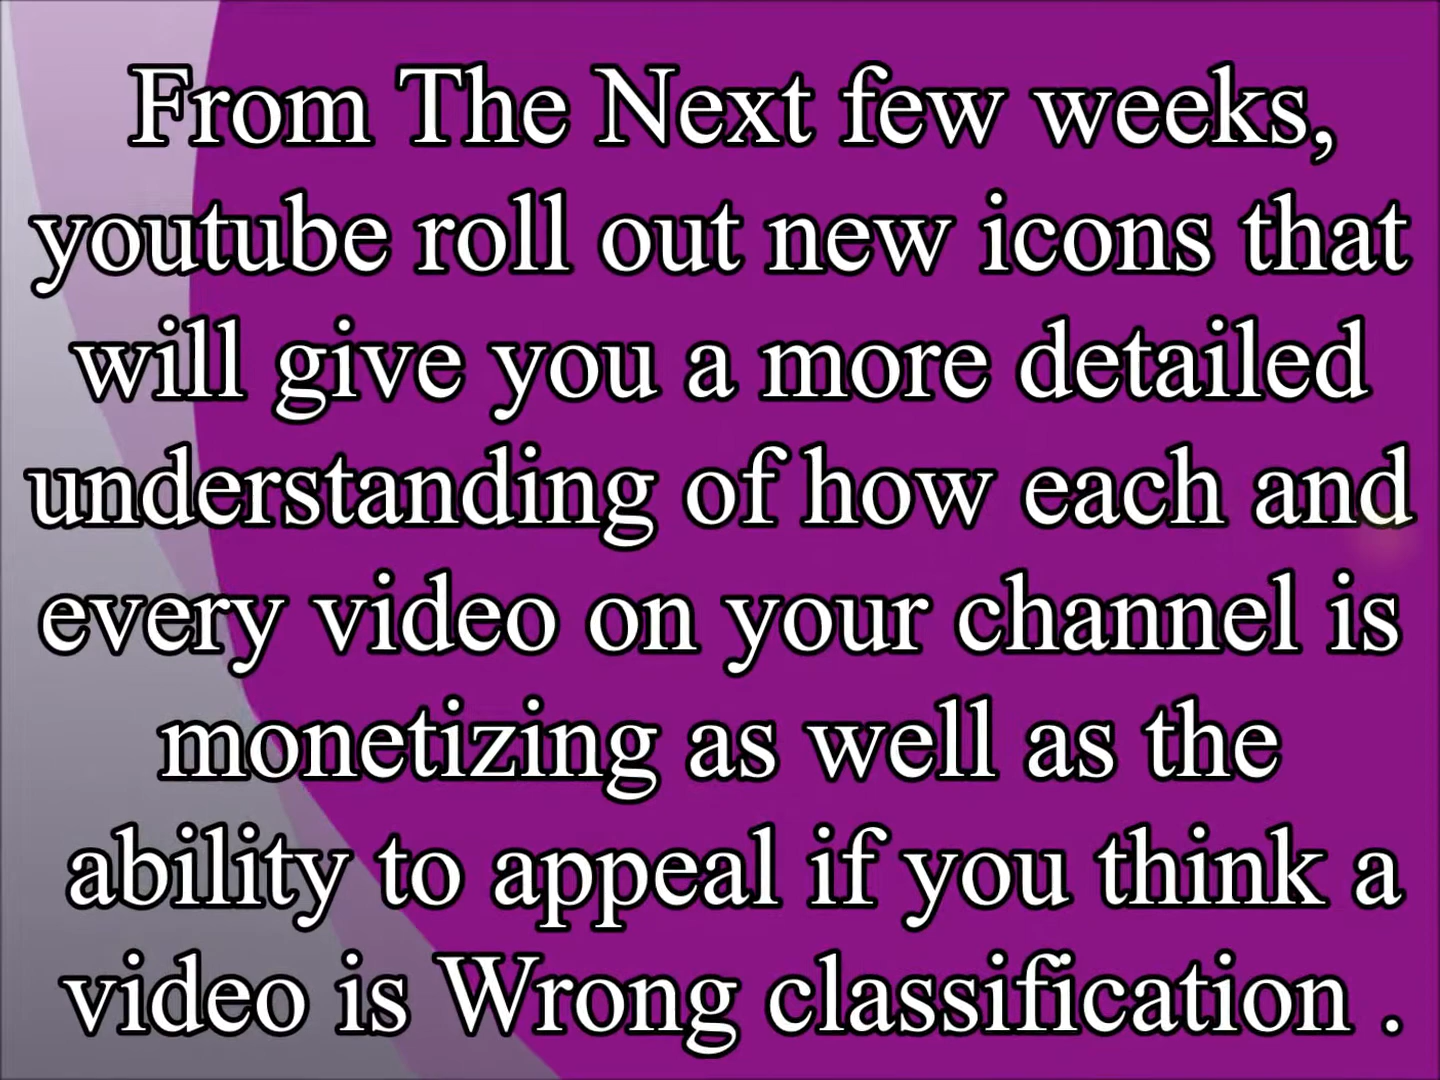 From The Next few weeks,
youtube roll out new icons that
will give you a more detailed
understanding of how each and
every video on your channel is
monetizing as well as the
ability to appeal if you think a
video is Wrong classification .